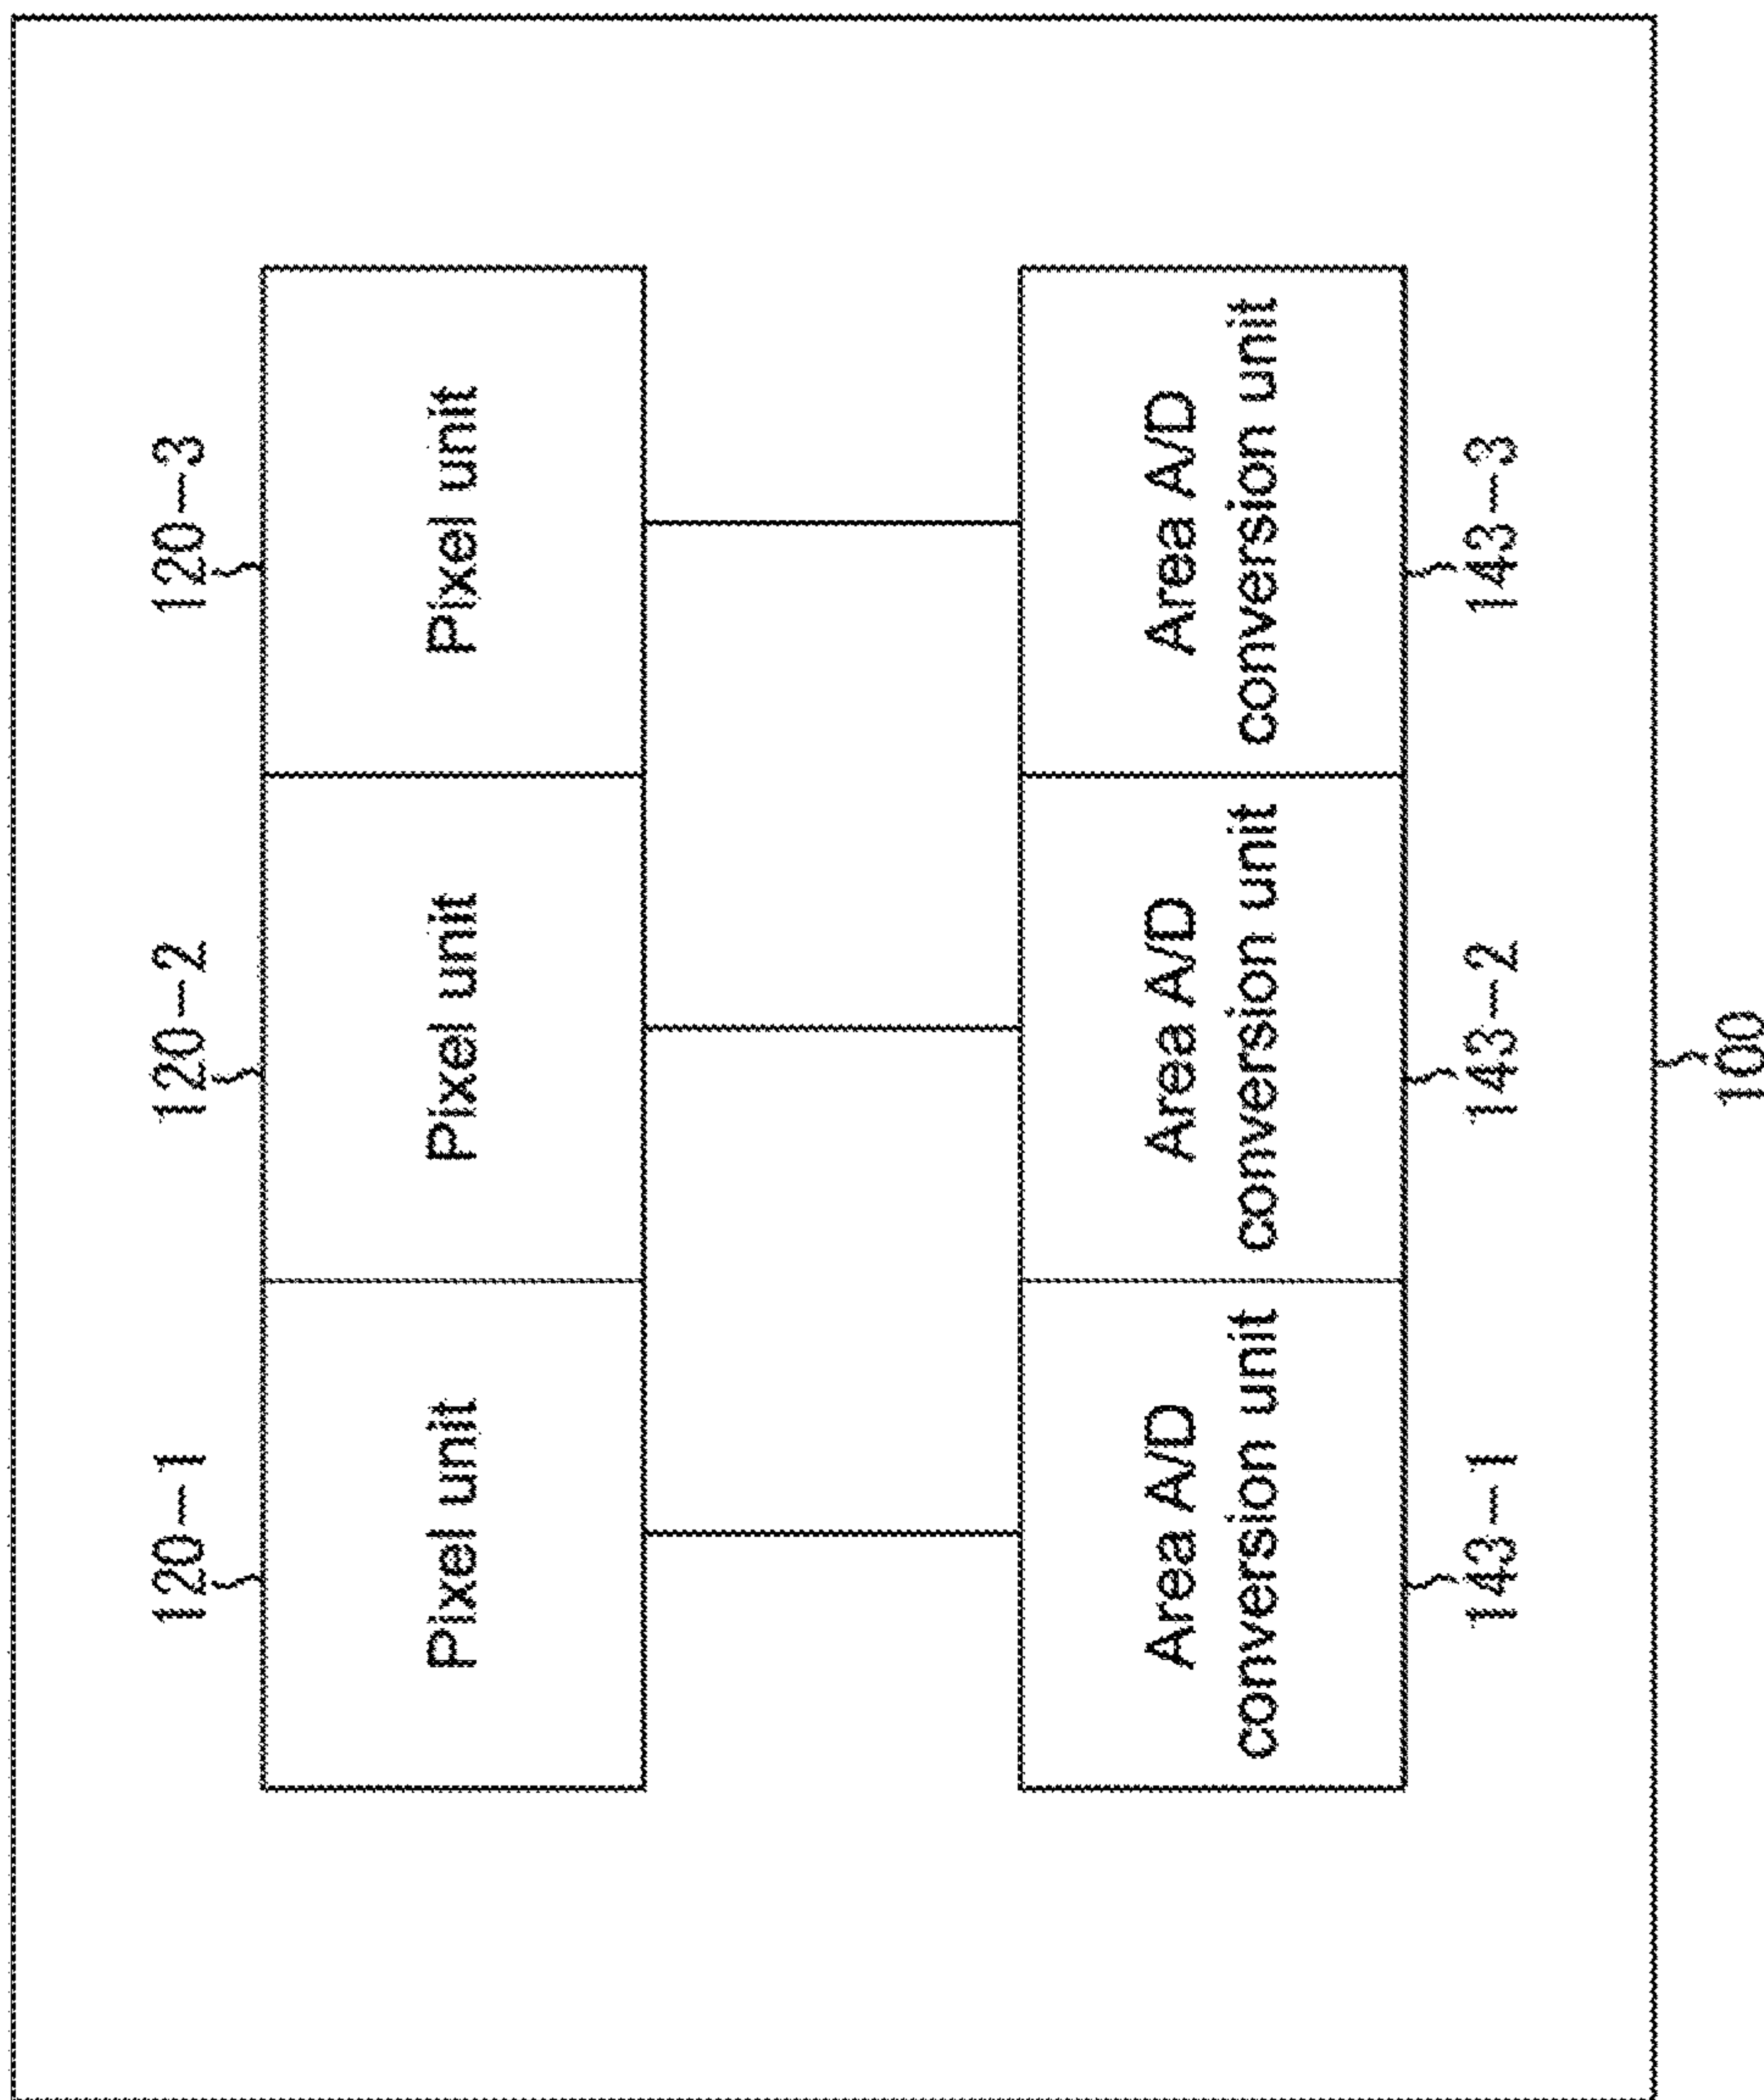 120-1
120-2
120-3
Pixel unit
Pixel unit
Pixel unit
Area A/D
conversion unit
Area A/D
conversion unit
Area A/D
conversion unit
143-1
143-2
143-3
100